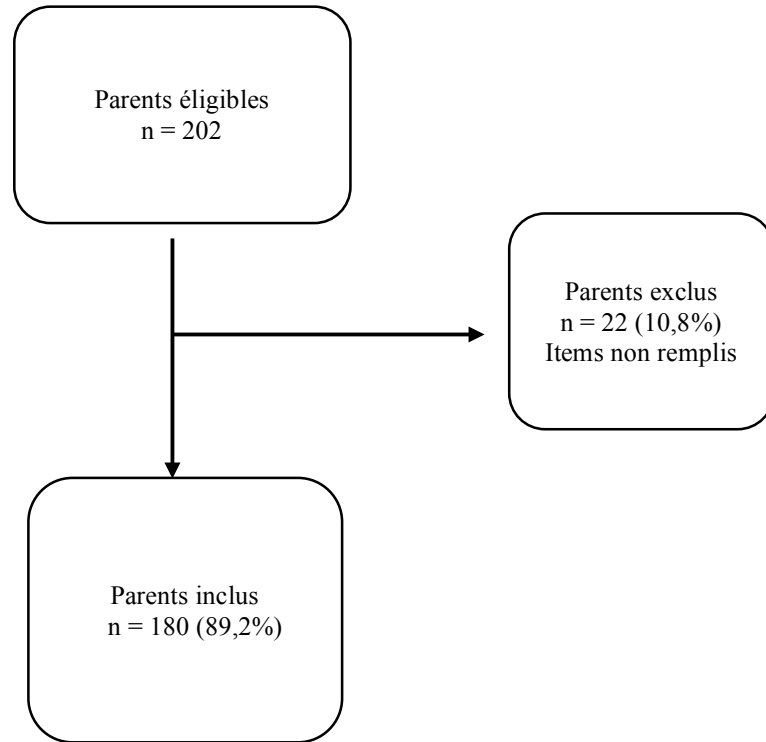 Parents éligibles
n = 202
Parents exclus
n = 22 (10,8%)
Items non remplis
Parents inclus
n = 180 (89,2%)